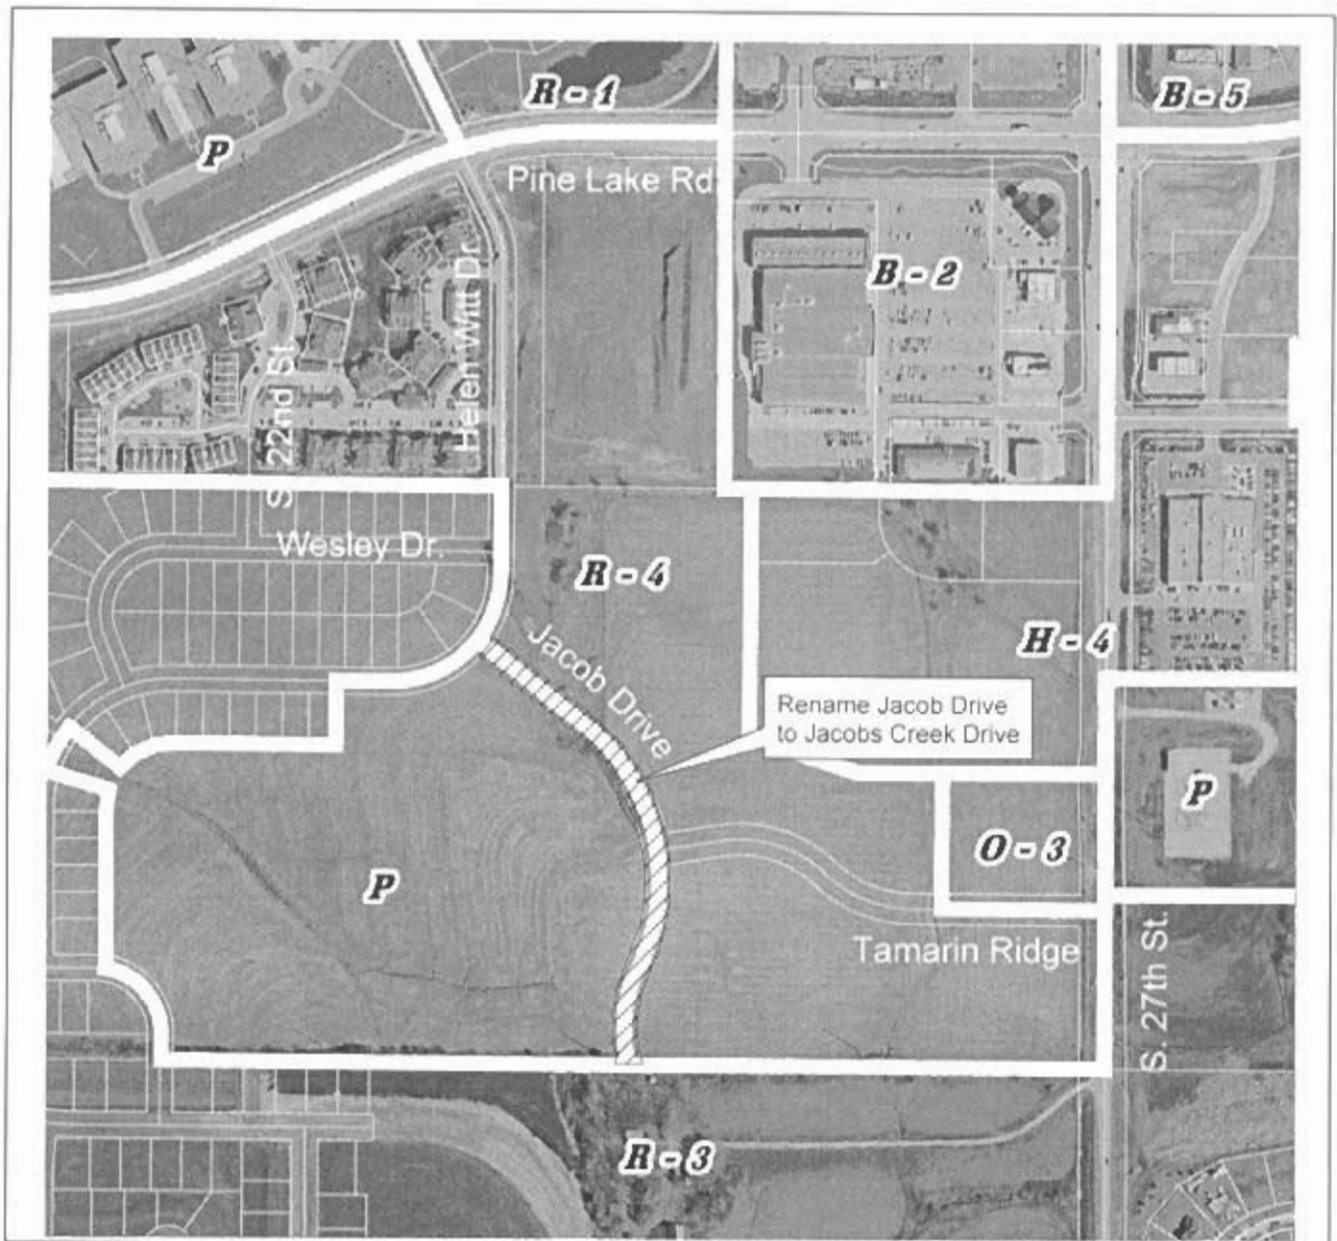 R - 1
B - 5
P
Pine Lake Rd
B - 2
Helen Witt Dr.
S. 22nd St
Wesley Dr.
R - 4
Jacob Drive
H - 4
Rename Jacob Drive
to Jacobs Creek Drive
P
O - 3
P
Tamarin Ridge
S. 27th St.
R - 3